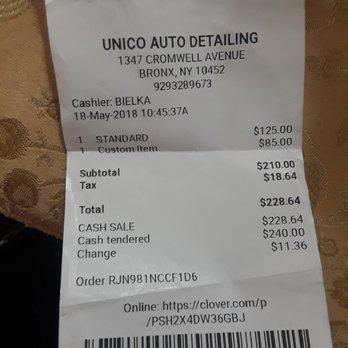 UNICO AUTO DETAILING
1347 CROMWELL AVENUE
BRONX, NY 10452
9293289673
Cashier: BIELKA
18-May-2018 10:45:37A
1 STANDARD $125.00
1 Custom Item $85.00
Subtotal $210.00
Tax $18.64
Total $228.64
CASH SALE $228.64
Cash tendered $240.00
Change $11.36
Order RJN981NCCF1D6
Online: https://clover.com/p
/PSH2X4DW36GBJ